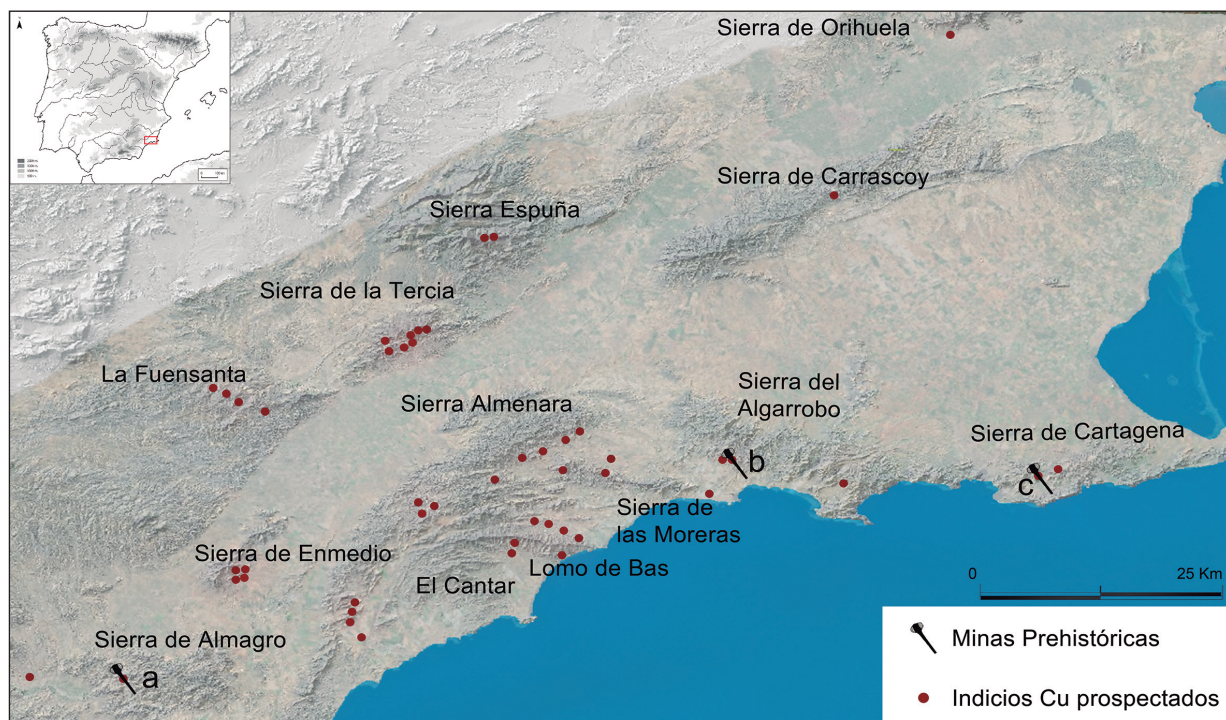 Sierra de Orihuela
Sierra de Carrascoy
Sierra Espuña
Sierra de la Tercia
La Fuensanta
Sierra Almenara
Sierra del
Algarrobo
Sierra de Cartagena
b
c
Sierra de
las Moreras
Sierra de Enmedio
Lomo de Bas
El Cantar
0
25 Km
Sierra de Almagro
a
Minas Prehistóricas
Indicios Cu prospectados